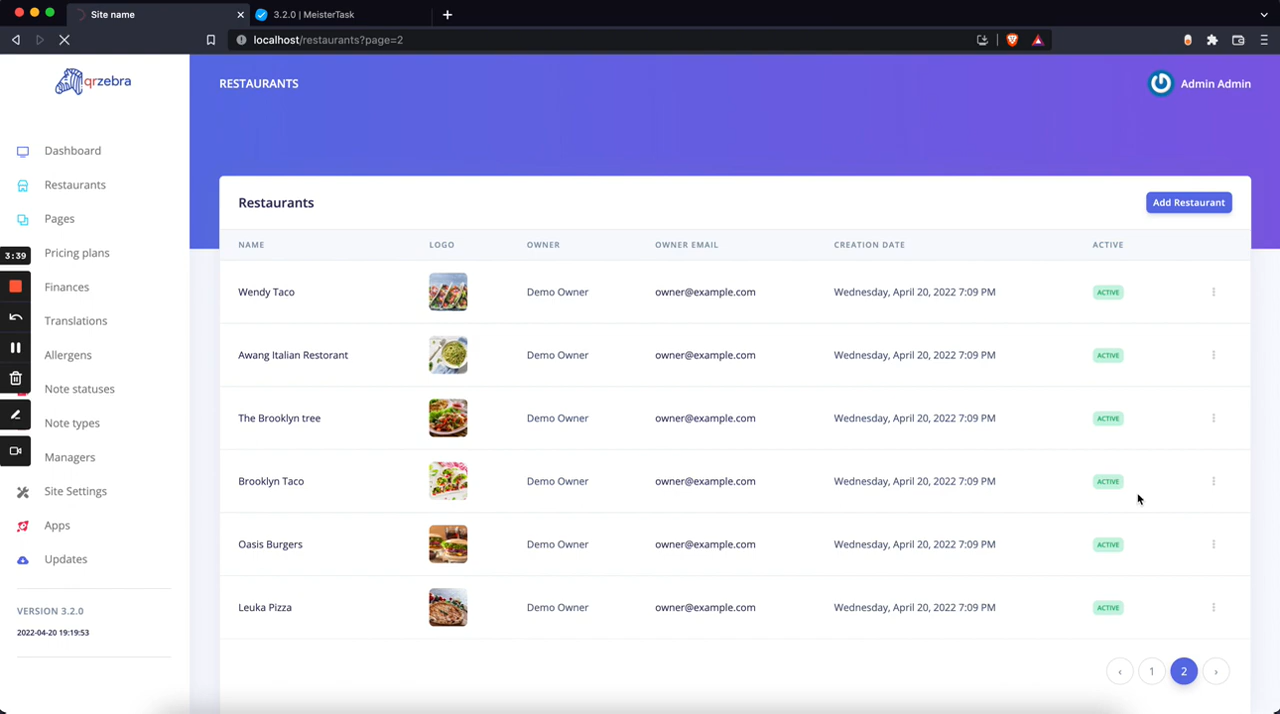 Site name
3.2.0 | MeisterTask
localhost/restaurants?page=2
qrzebra
RESTAURANTS
Admin Admin
Dashboard
Restaurants
Pages
Pricing plans
Finances
Translations
Allergens
Note statuses
Note types
Managers
Site Settings
Apps
Updates
VERSION 3.2.0
2022-04-20 19:19:53
3:39
Restaurants
Add Restaurant
NAME LOGO OWNER OWNER EMAIL CREATION DATE ACTIVE
Wendy Taco Demo Owner owner@example.com Wednesday, April 20, 2022 7:09 PM ACTIVE
Awang Italian Restorant Demo Owner owner@example.com Wednesday, April 20, 2022 7:09 PM ACTIVE
The Brooklyn tree Demo Owner owner@example.com Wednesday, April 20, 2022 7:09 PM ACTIVE
Brooklyn Taco Demo Owner owner@example.com Wednesday, April 20, 2022 7:09 PM ACTIVE
Oasis Burgers Demo Owner owner@example.com Wednesday, April 20, 2022 7:09 PM ACTIVE
Leuka Pizza Demo Owner owner@example.com Wednesday, April 20, 2022 7:09 PM ACTIVE
‹ 1 2 ›